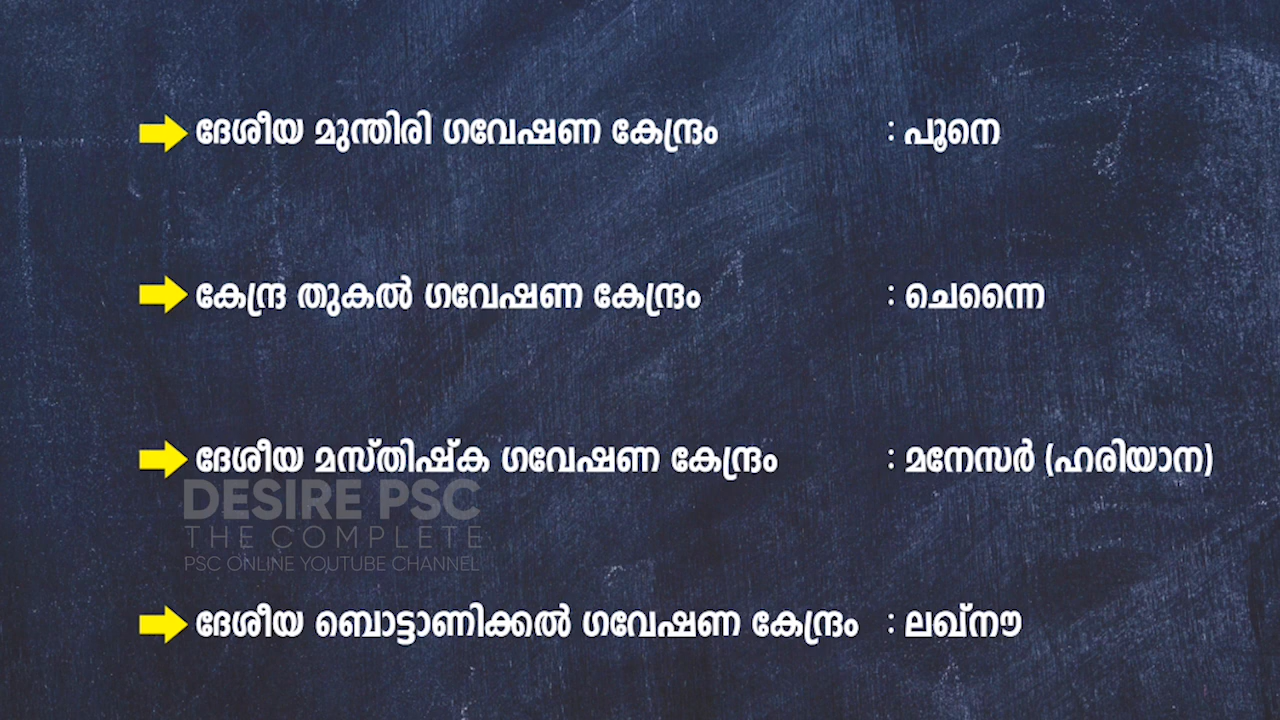 ദേശീയ മുന്തിരി ഗവേഷണ കേന്ദ്രം : പൂനെ
കേന്ദ്ര തുകൽ ഗവേഷണ കേന്ദ്രം : ചെന്നൈ
ദേശീയ മസ്തിഷ്ക ഗവേഷണ കേന്ദ്രം : മനേസർ (ഹരിയാന)
DESIRE PSC
THE COMPLETE
PSC ONLINE YOUTUBE CHANNEL
ദേശീയ ബൊട്ടാണിക്കൽ ഗവേഷണ കേന്ദ്രം : ലഖ്നൗ